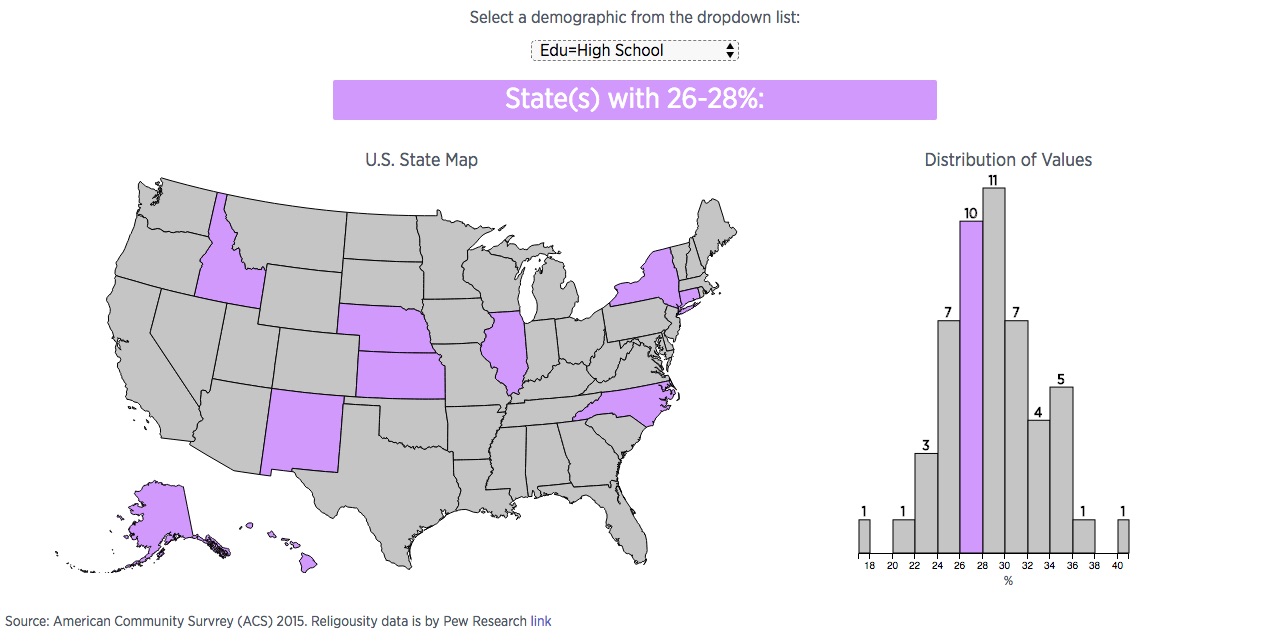 Select a demographic from the dropdown list:
Edu=High School
State(s) with 26-28%:
U.S. State Map
Distribution of Values
11
10
7
7
5
4
3
1
1
1
1
18 20 22 24 26 28 30 32 34 36 38 40
%
Source: American Community Survrey (ACS) 2015. Religousity data is by Pew Research link